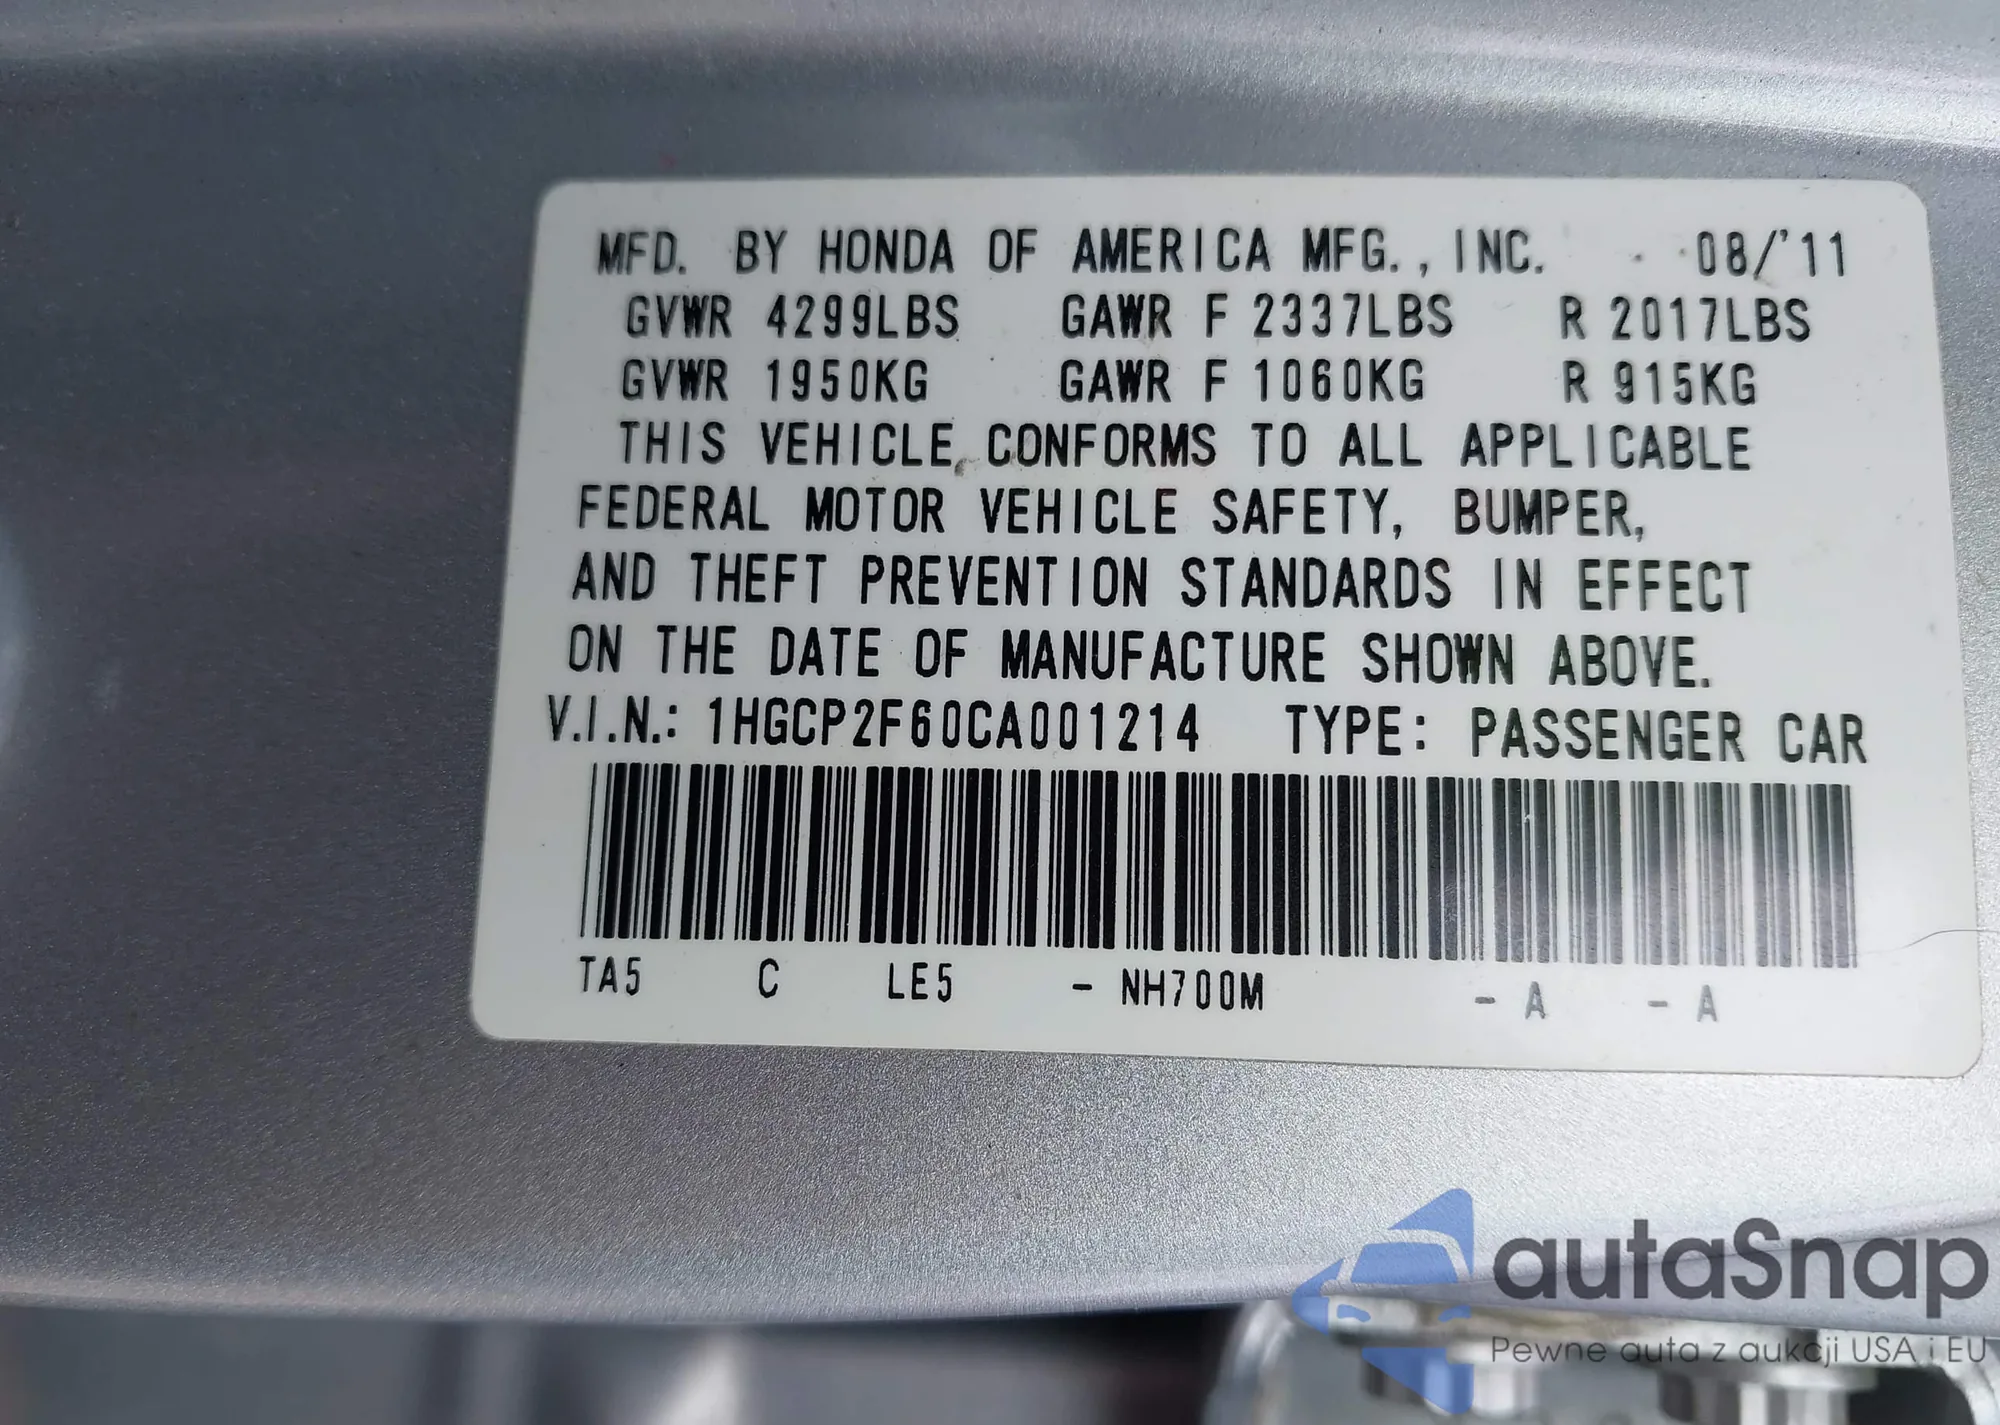 MFD. BY HONDA OF AMERICA MFG., INC. 08/'11
GVWR 4299LBS GAWR F 2337LBS R 2017LBS
GVWR 1950KG GAWR F 1060KG R 915KG
THIS VEHICLE CONFORMS TO ALL APPLICABLE
FEDERAL MOTOR VEHICLE SAFETY, BUMPER,
AND THEFT PREVENTION STANDARDS IN EFFECT
ON THE DATE OF MANUFACTURE SHOWN ABOVE.
V.I.N.: 1HGCP2F60CA001214 TYPE: PASSENGER CAR
TA5 C LE5 - NH700M - A - A
autaSnap
Pewne auta z aukcji USA i EU